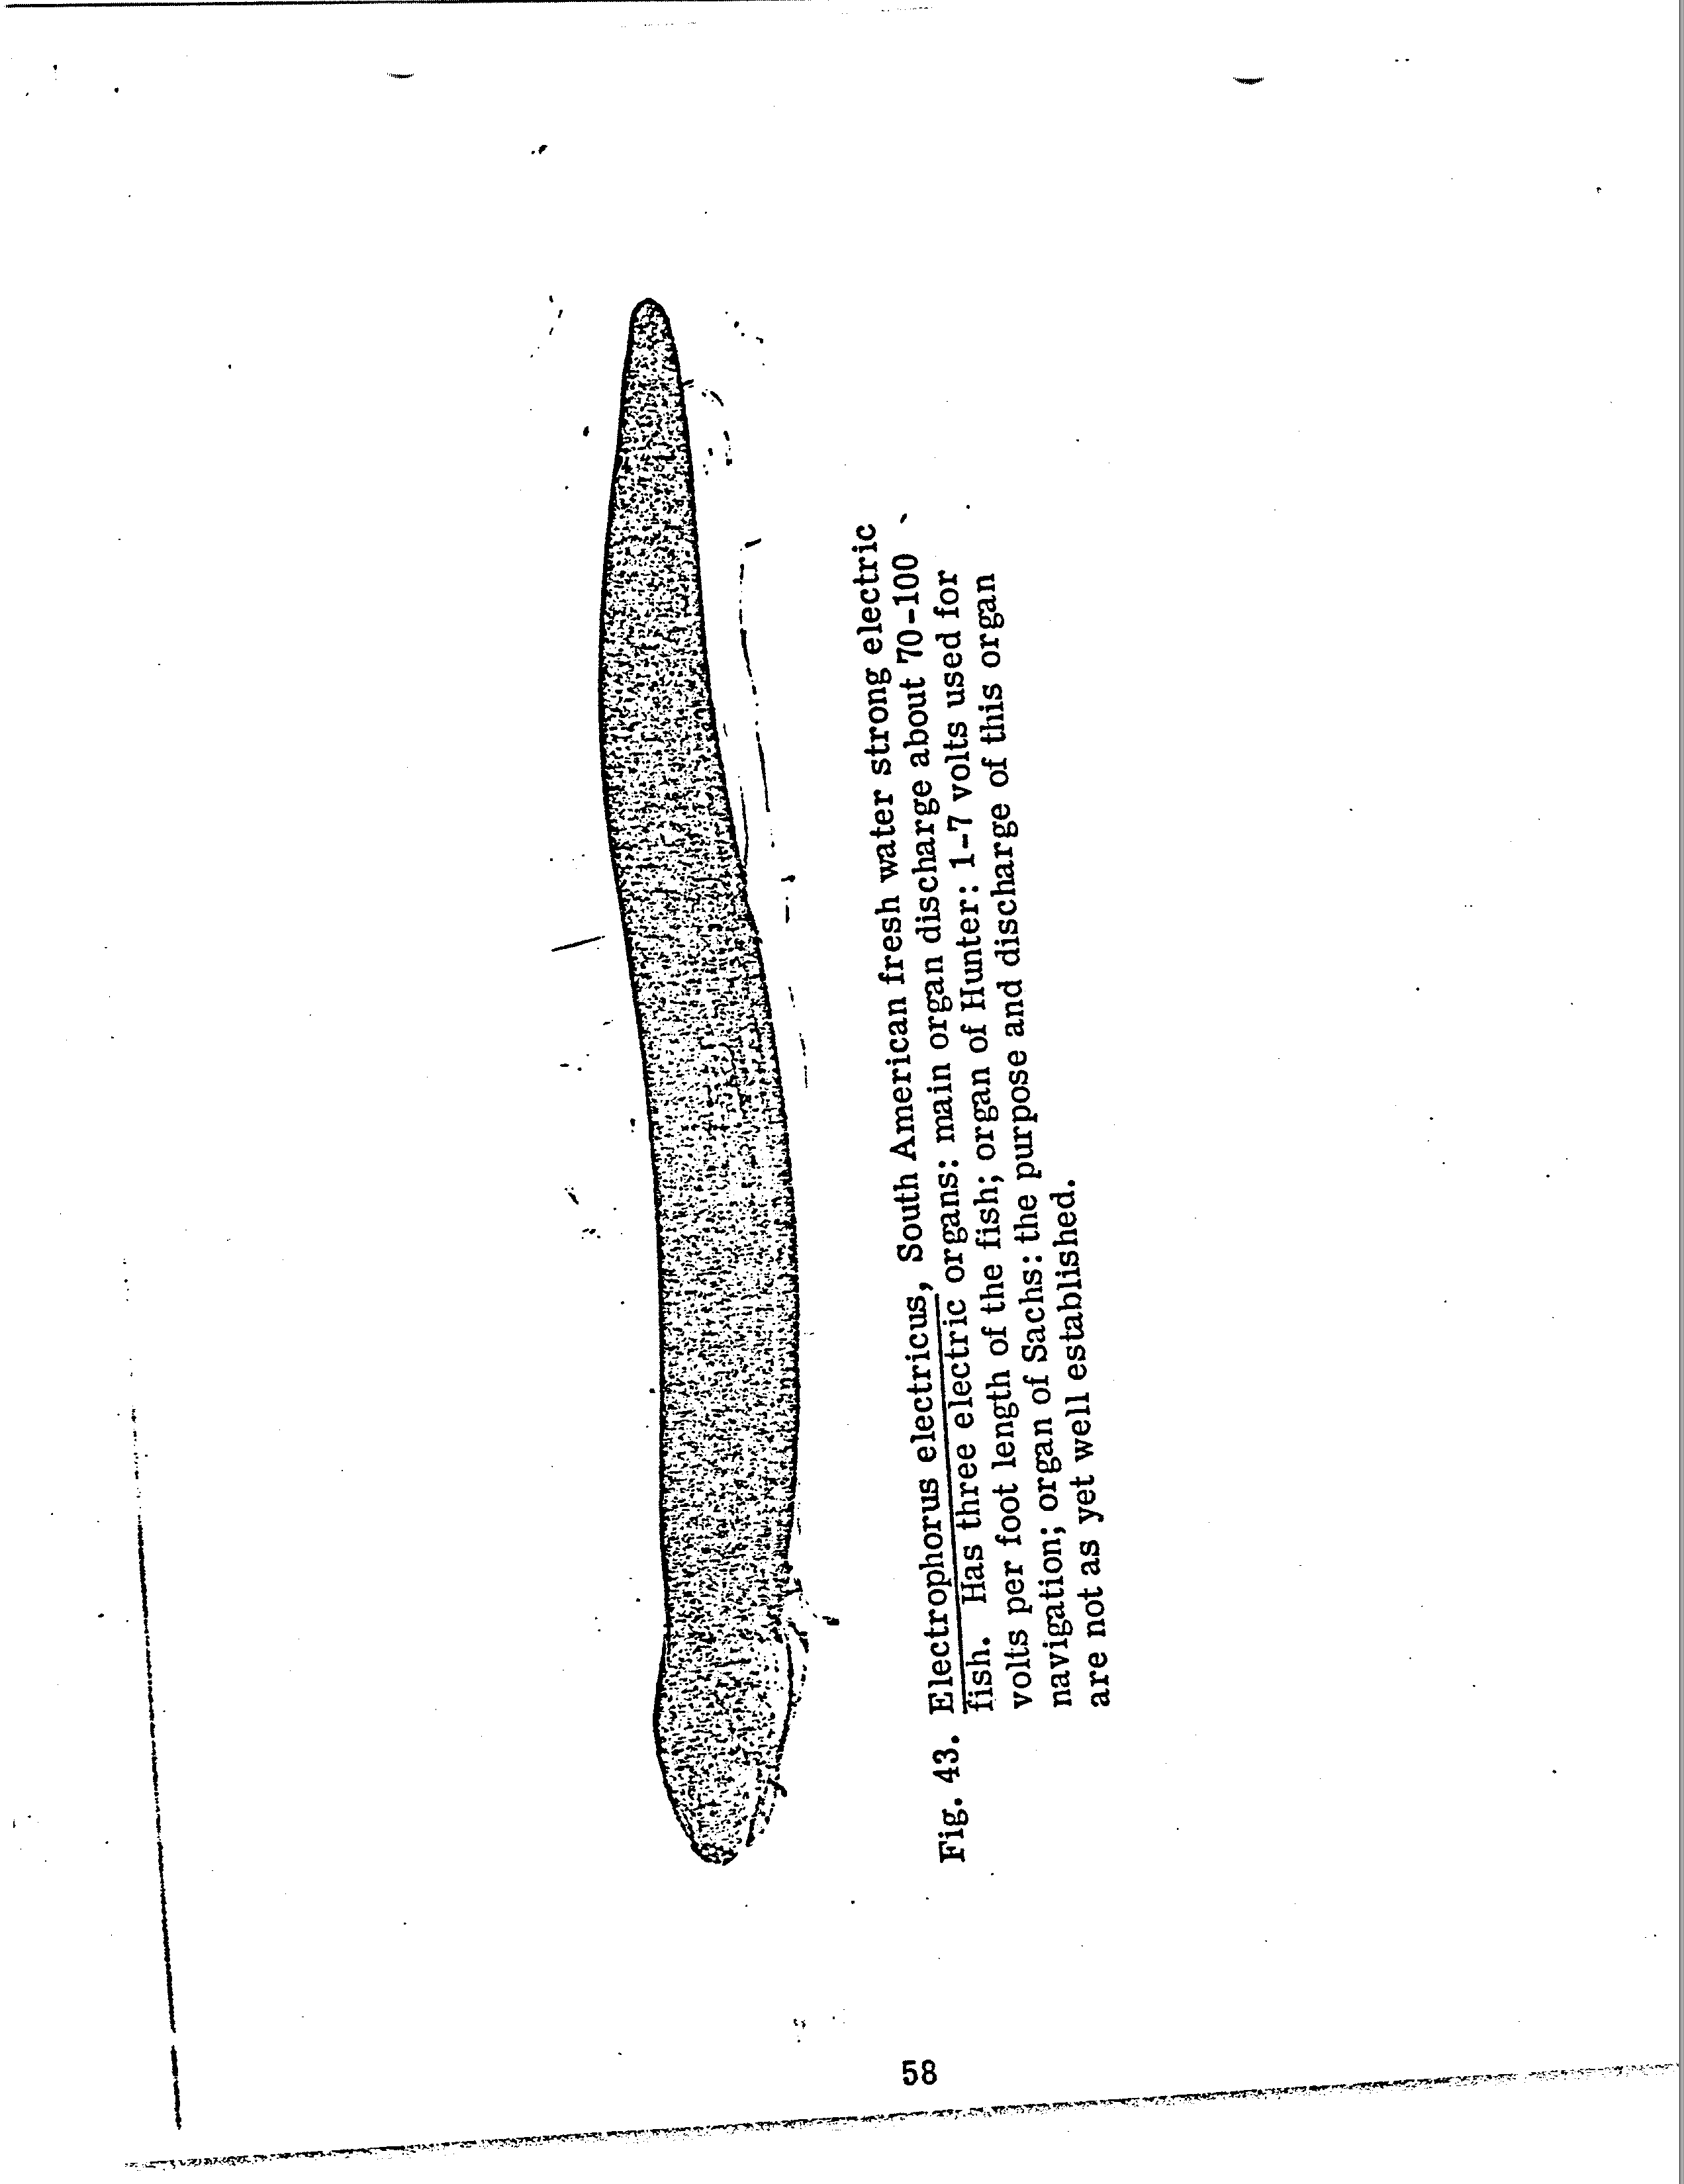 Fig. 43. Electrophorus electricus, South American fresh water strong electric
fish. Has three electric organs: main organ discharge about 70-100
volts per foot length of the fish; organ of Hunter: 1-7 volts used for
navigation; organ of Sachs: the purpose and discharge of this organ
are not as yet well established.
58